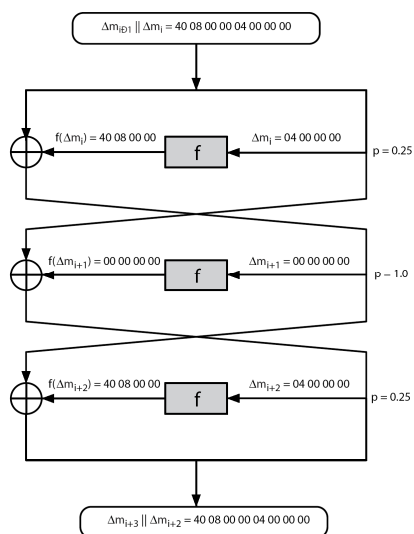 Δm_{iÐ1} || Δm_i = 40 08 00 00 04 00 00 00
f(Δm_i) = 40 08 00 00
Δm_i = 04 00 00 00
f
p = 0.25
f(Δm_{i+1}) = 00 00 00 00
Δm_{i+1} = 00 00 00 00
f
p – 1.0
f(Δm_{i+2}) = 40 08 00 00
Δm_{i+2} = 04 00 00 00
f
p = 0.25
Δm_{i+3} || Δm_{i+2} = 40 08 00 00 04 00 00 00